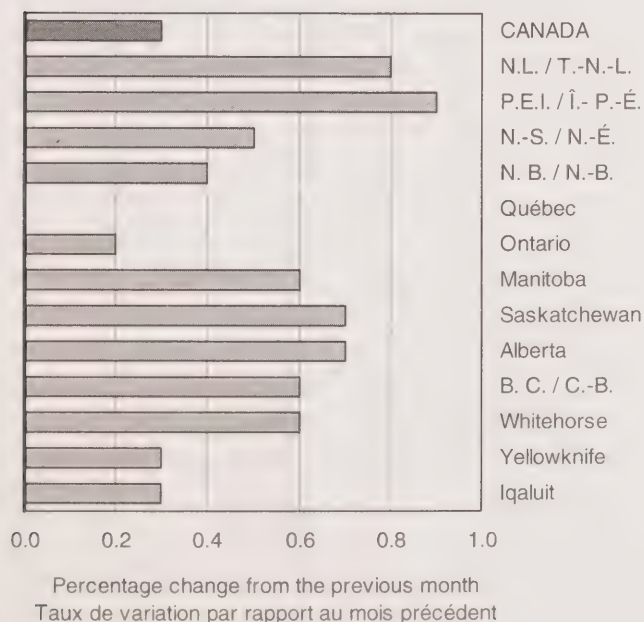 CANADA
N.L. / T.-N.-L.
P.E.I. / Î.- P.-É.
N.-S. / N.-É.
N. B. / N.-B.
Québec
Ontario
Manitoba
Saskatchewan
Alberta
B. C. / C.-B.
Whitehorse
Yellowknife
Iqaluit
0.0 0.2 0.4 0.6 0.8 1.0
Percentage change from the previous month
Taux de variation par rapport au mois précédent